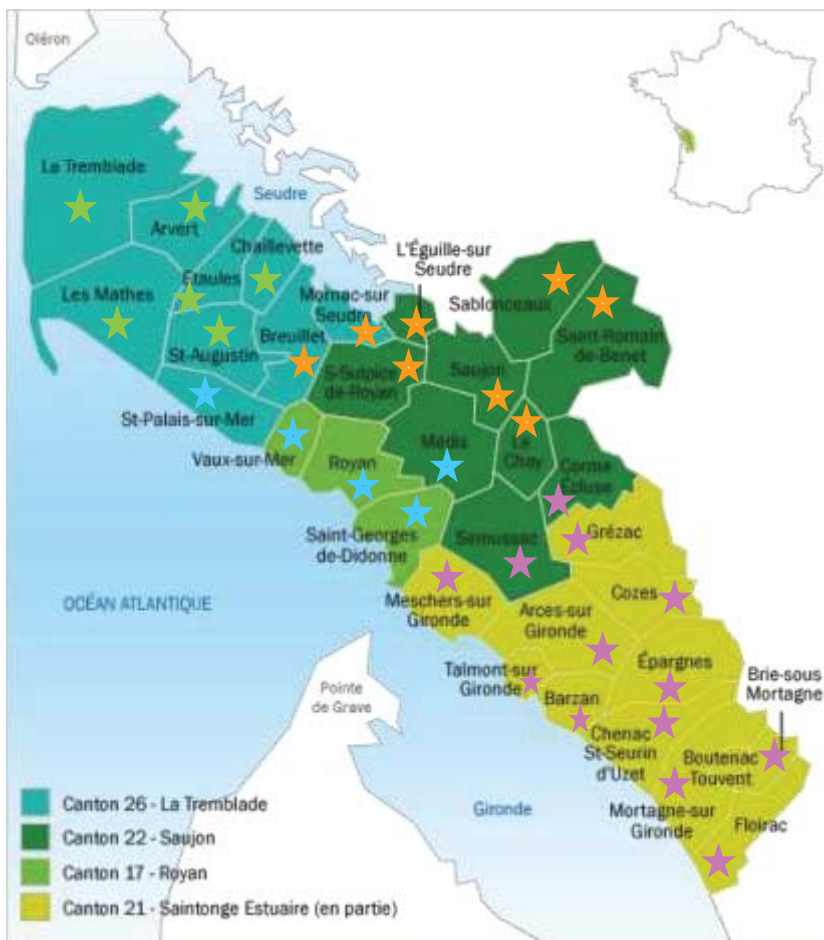 Oléron
La Tremblade
Seudre
Arvert
Chaillevette
L'Éguille-sur
Seudre
Étaules
Les Mathes
Mornac-sur
Seudre
Sablonceaux
Breuillet
Saint-Romain
de-Benet
St-Augustin
Saujon
S-Sulpice
de-Royan
St-Palais-sur-Mer
Médis
Le
Chay
Vaux-sur-Mer
Royan
Corme
Écluse
Saint-Georges
de-Didonne
Semussac
Grézac
OCÉAN ATLANTIQUE
Meschers-sur
Gironde
Arces-sur
Gironde
Cozes
Talmont-sur
Gironde
Épargnes
Brie-sous
Mortagne
Pointe
de Grave
Barzan
Chenac
St-Seurin
d'Uzet
Boutenac
Touvent
Gironde
Mortagne-sur
Gironde
Floirac
Canton 26 - La Tremblade
Canton 22 - Saujon
Canton 17 - Royan
Canton 21 - Saintonge Estuaire (en partie)